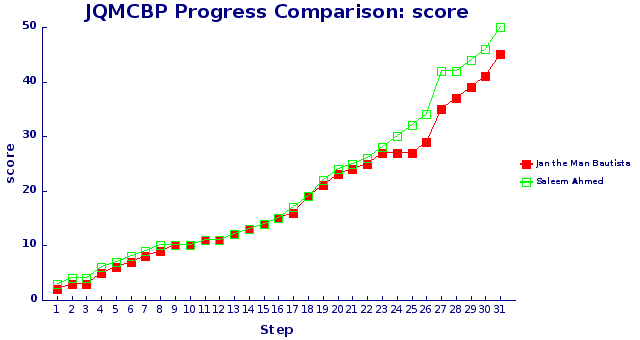 JQMCBP Progress Comparison: score
50
40
30
20
10
0
score
1 2 3 4 5 6 7 8 9 10 11 12 13 14 15 16 17 18 19 20 21 22 23 24 25 26 27 28 29 30 31
Step
Jan the Man Bautista
Saleem Ahmed